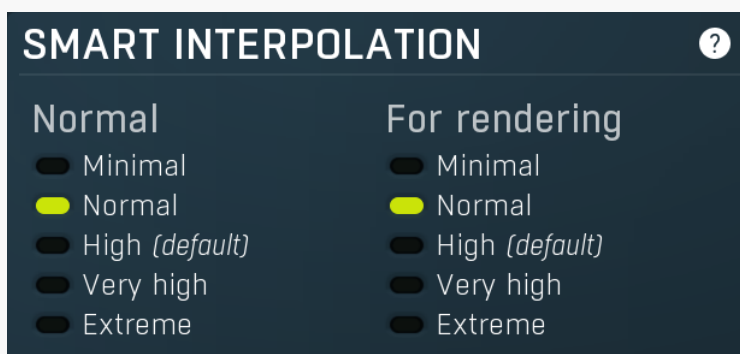 SMART INTERPOLATION ?
Normal
Minimal
Normal
High (default)
Very high
Extreme
For rendering
Minimal
Normal
High (default)
Very high
Extreme